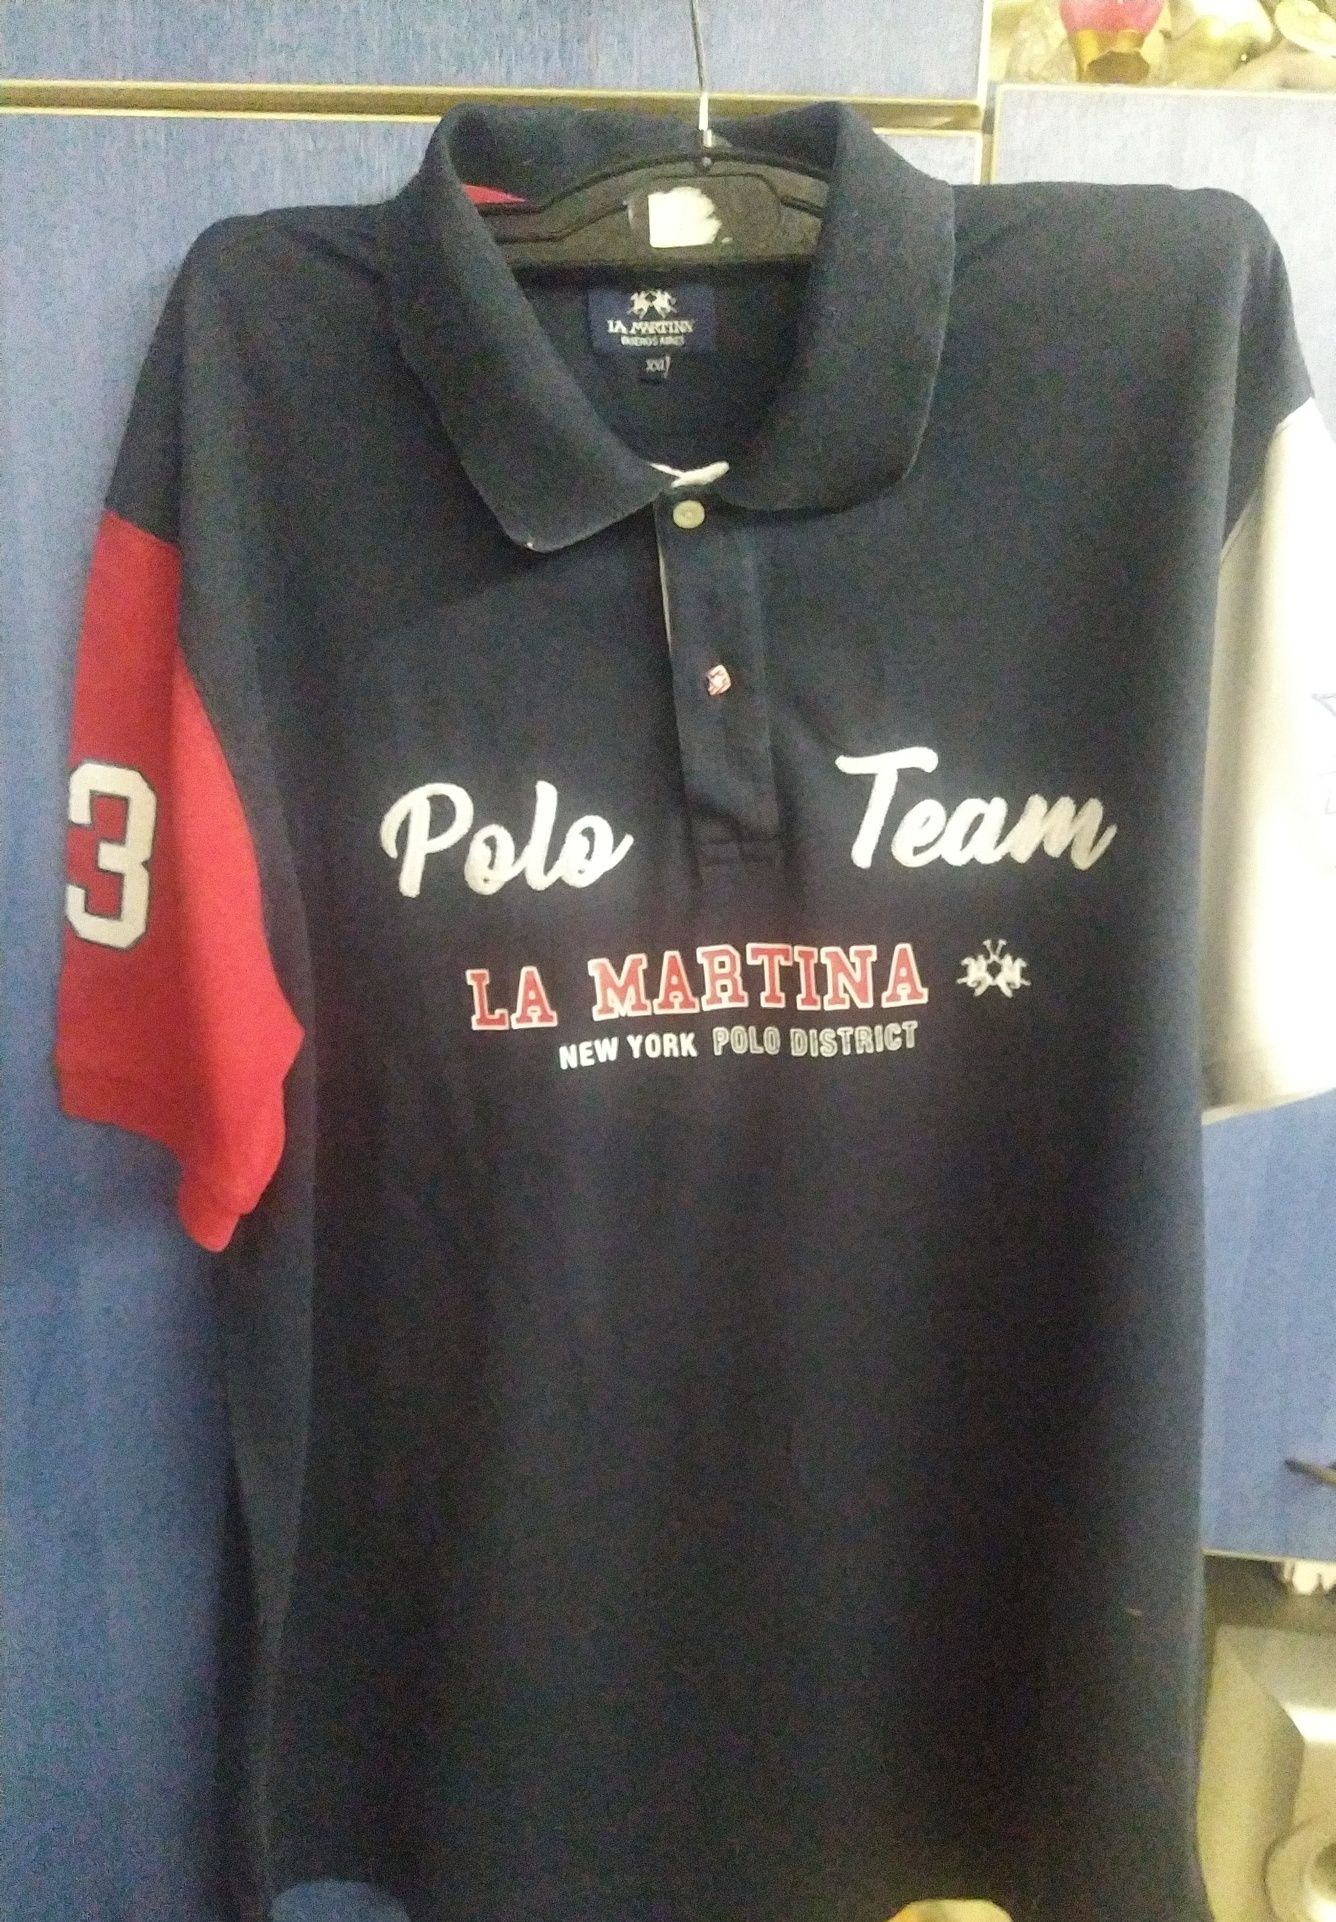 LA MARTINA
BUENOS AIRES
XXL
Polo Team
3
LA MARTINA
NEW YORK POLO DISTRICT